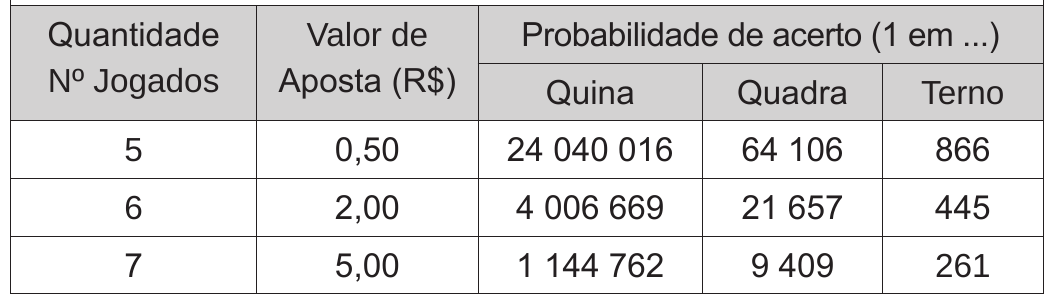 Quantidade Nº Jogados Valor de Aposta (R$) Probabilidade de acerto (1 em ...)
Quina Quadra Terno
5 0,50 24 040 016 64 106 866
6 2,00 4 006 669 21 657 445
7 5,00 1 144 762 9 409 261